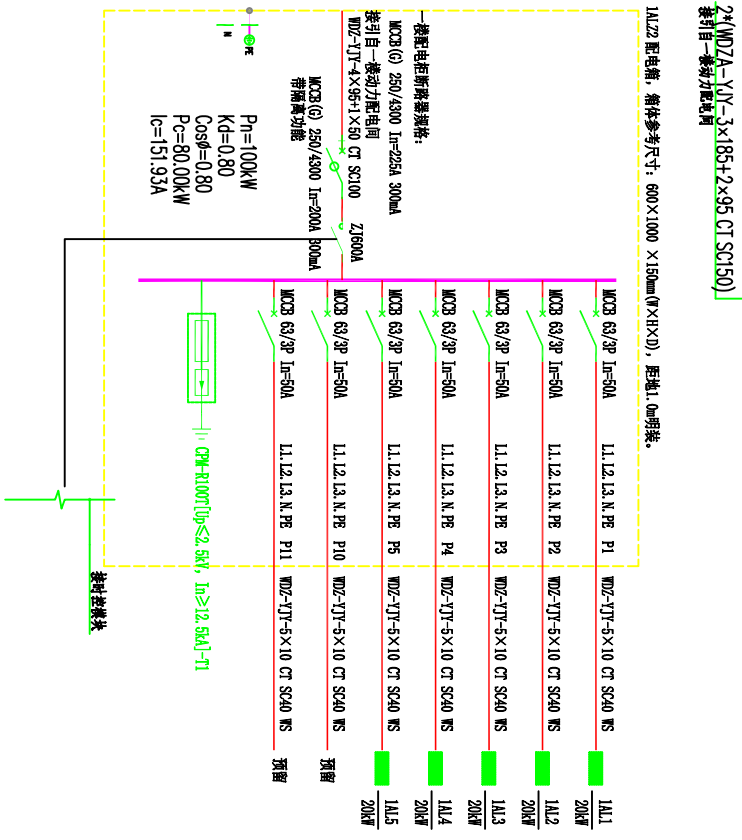 2*(WDZA-YJY-3×185+2×95 CT SC150)
接引自一楼动力配电间
1ALZ2 配电箱，箱体参考尺寸：600×1000 ×150mm(W×H×D)，距地1.0m明装。
一楼配电柜断路器规格：
MCCB(G) 250/4300 In=225A 300mA
接引自一楼动力配电间
WDZ-YJY-4×95+1×50 CT SC100
ZJ600A
MCCB(G) 250/4300 In=200A 300mA
带隔离功能
PE
N
Pn=100kW
Kd=0.80
Cosø=0.80
Pc=80.00kW
Ic=151.93A
MCCB 63/3P In=50A L1.L2.L3.N.PE P1 WDZ-YJY-5×10 CT SC40 WS 1AL1
20kW
MCCB 63/3P In=50A L1.L2.L3.N.PE P2 WDZ-YJY-5×10 CT SC40 WS 1AL2
20kW
MCCB 63/3P In=50A L1.L2.L3.N.PE P3 WDZ-YJY-5×10 CT SC40 WS 1AL3
20kW
MCCB 63/3P In=50A L1.L2.L3.N.PE P4 WDZ-YJY-5×10 CT SC40 WS 1AL4
20kW
MCCB 63/3P In=50A L1.L2.L3.N.PE P5 WDZ-YJY-5×10 CT SC40 WS 1AL5
20kW
MCCB 63/3P In=50A L1.L2.L3.N.PE P10 WDZ-YJY-5×10 CT SC40 WS 预留
MCCB 63/3P In=50A L1.L2.L3.N.PE P11 WDZ-YJY-5×10 CT SC40 WS 预留
CPM-R100T[Up≤2.5kV, In≥12.5kA]-T1
接时控模块